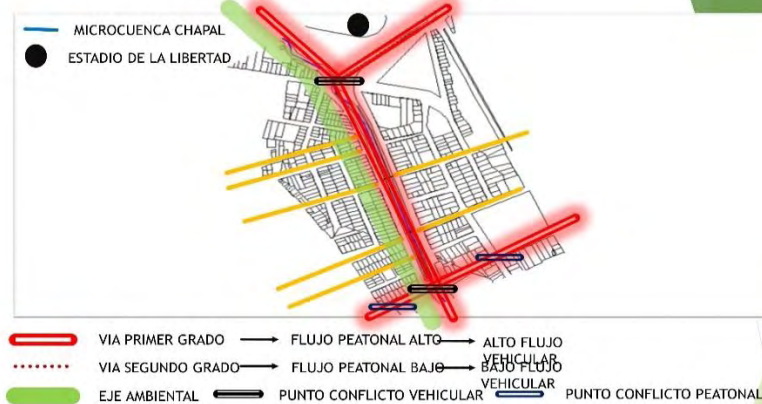 MICROCUENCA CHAPAL
ESTADIO DE LA LIBERTAD
VIA PRIMER GRADO FLUJO PEATONAL ALTO ALTO FLUJO
VEHICULAR
VIA SEGUNDO GRADO FLUJO PEATONAL BAJO BAJO FLUJO
VEHICULAR
EJE AMBIENTAL PUNTO CONFLICTO VEHICULAR PUNTO CONFLICTO PEATONAL